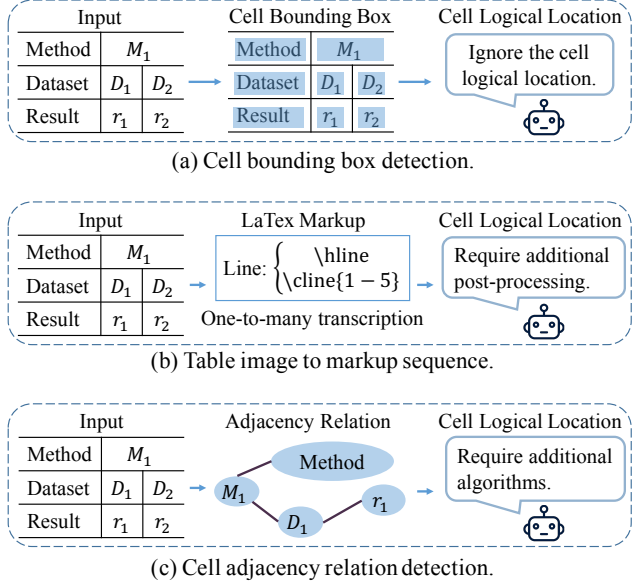 Input Cell Bounding Box Cell Logical Location
Method M₁ Method M₁ Ignore the cell
Dataset D₁ D₂ Dataset D₁ D₂ logical location.
Result r₁ r₂ Result r₁ r₂
(a) Cell bounding box detection.
Input LaTex Markup Cell Logical Location
Method M₁ Line: { \hline Require additional
Dataset D₁ D₂ \cline{1 − 5} post-processing.
Result r₁ r₂ One-to-many transcription
(b) Table image to markup sequence.
Input Adjacency Relation Cell Logical Location
Method M₁ Method Require additional
Dataset D₁ D₂ M₁ r₁ algorithms.
Result r₁ r₂ D₁
(c) Cell adjacency relation detection.